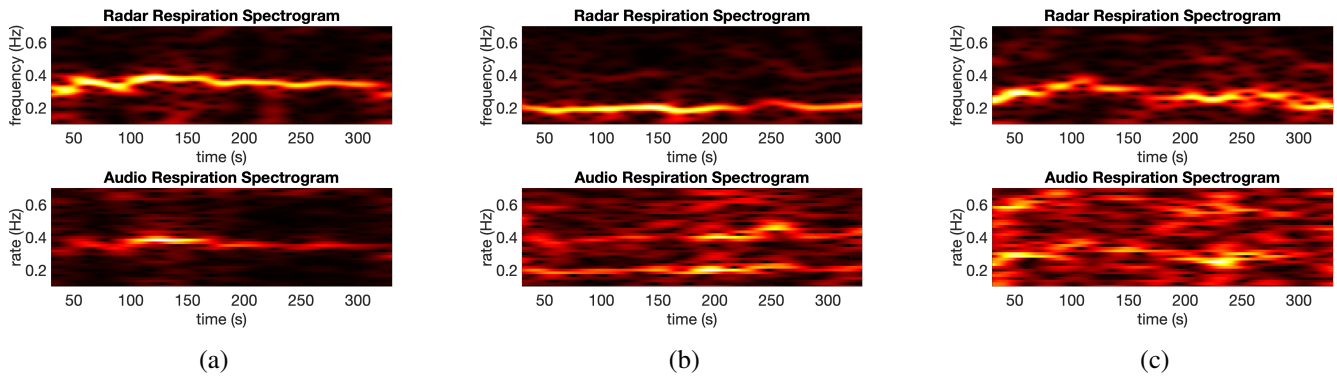 Radar Respiration Spectrogram
frequency (Hz)
0.6
0.4
0.2
50 100 150 200 250 300
time (s)
Audio Respiration Spectrogram
rate (Hz)
0.6
0.4
0.2
50 100 150 200 250 300
time (s)
(a)
Radar Respiration Spectrogram
frequency (Hz)
0.6
0.4
0.2
50 100 150 200 250 300
time (s)
Audio Respiration Spectrogram
rate (Hz)
0.6
0.4
0.2
50 100 150 200 250 300
time (s)
(b)
Radar Respiration Spectrogram
frequency (Hz)
0.6
0.4
0.2
50 100 150 200 250 300
time (s)
Audio Respiration Spectrogram
rate (Hz)
0.6
0.4
0.2
50 100 150 200 250 300
time (s)
(c)